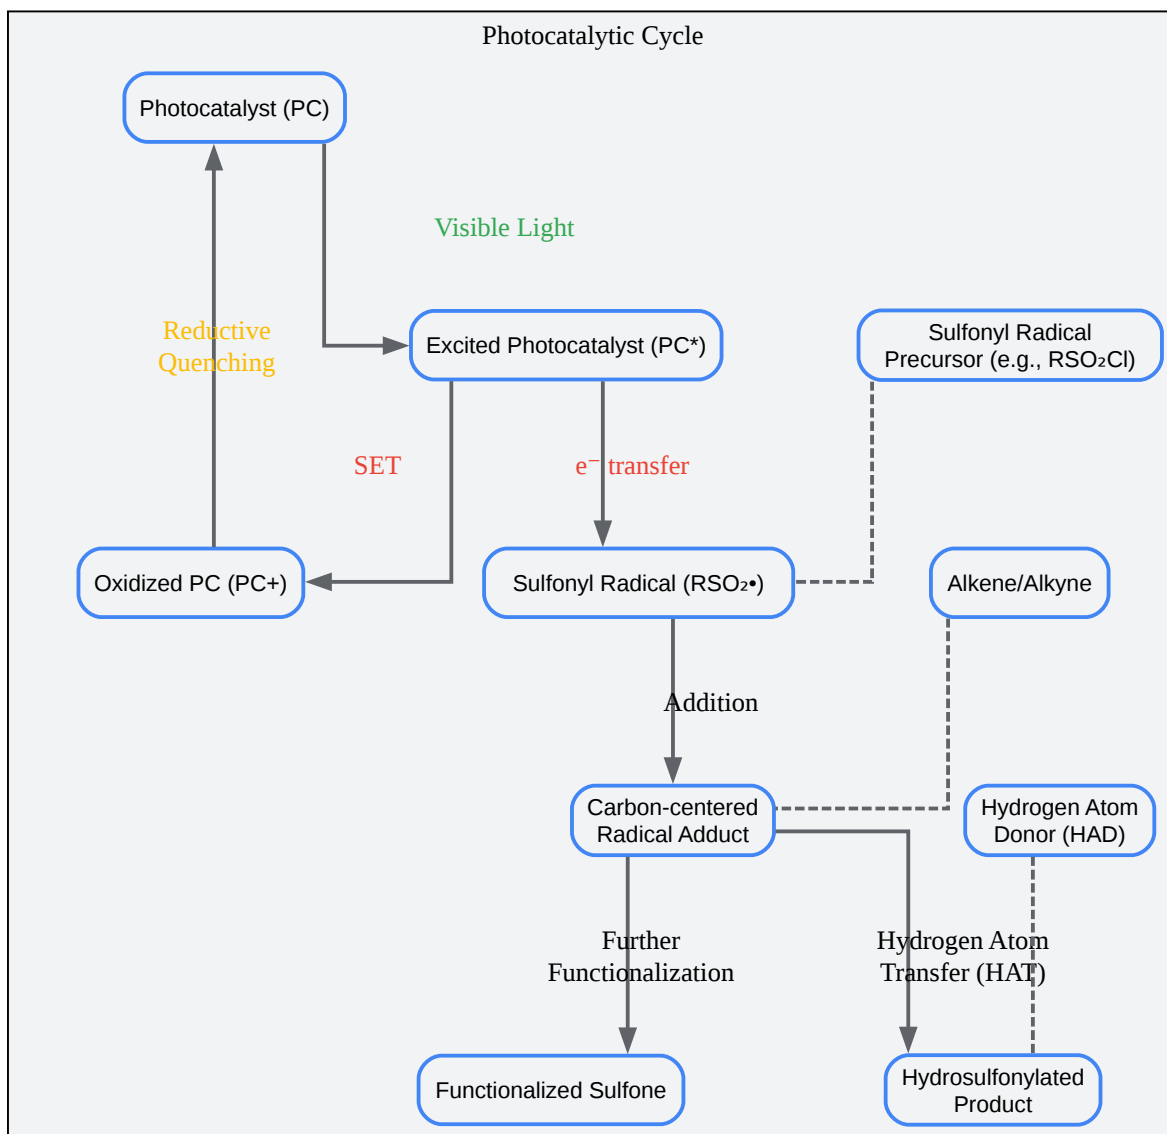 Photocatalytic Cycle
Photocatalyst (PC)
Visible Light
Reductive
Quenching
Excited Photocatalyst (PC*)
Sulfonyl Radical
Precursor (e.g., RSO₂Cl)
SET
e⁻ transfer
Oxidized PC (PC+)
Sulfonyl Radical (RSO₂•)
Alkene/Alkyne
Addition
Carbon-centered
Radical Adduct
Hydrogen Atom
Donor (HAD)
Further
Functionalization
Hydrogen Atom
Transfer (HAT)
Functionalized Sulfone
Hydrosulfonylated
Product